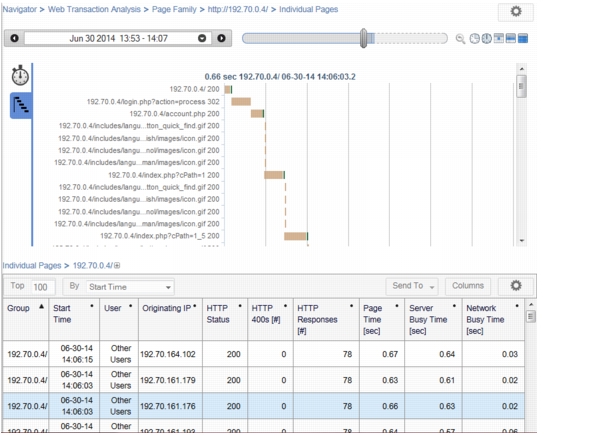 Navigator > Web Transaction Analysis > Page Family > http://192.70.0.4/ > Individual Pages
Jun 30 2014 13:53 - 14:07
0.66 sec 192.70.0.4/ 06-30-14 14:06:03.2
192.70.0.4/ 200
192.70.0.4/login.php?action=process 302
192.70.0.4/account.php 200
192.70.0.4/includes/langu...tton_quick_find.gif 200
192.70.0.4/includes/langu...ish/images/icon.gif 200
192.70.0.4/includes/langu...nol/images/icon.gif 200
192.70.0.4/includes/langu...man/images/icon.gif 200
192.70.0.4/index.php?cPath=1 200
192.70.0.4/includes/langu...tton_quick_find.gif 200
192.70.0.4/includes/langu...ish/images/icon.gif 200
192.70.0.4/includes/langu...nol/images/icon.gif 200
192.70.0.4/includes/langu...man/images/icon.gif 200
192.70.0.4/index.php?cPath=1_5 200
Individual Pages > 192.70.0.4/
Top 100 By Start Time Send To Columns
Group Start Time User Originating IP HTTP Status HTTP 400s [#] HTTP Responses [#] Page Time [sec] Server Busy Time [sec] Network Busy Time [sec]
192.70.0.4/ 06-30-14 14:06:15 Other Users 192.70.164.102 200 0 78 0.67 0.64 0.03
192.70.0.4/ 06-30-14 14:06:03 Other Users 192.70.161.179 200 0 78 0.63 0.61 0.02
192.70.0.4/ 06-30-14 14:06:03 Other Users 192.70.161.176 200 0 78 0.66 0.63 0.02
192.70.0.4/ 06-30-14 Other 192.70.161.193 200 0 78 0.64 0.57 0.06